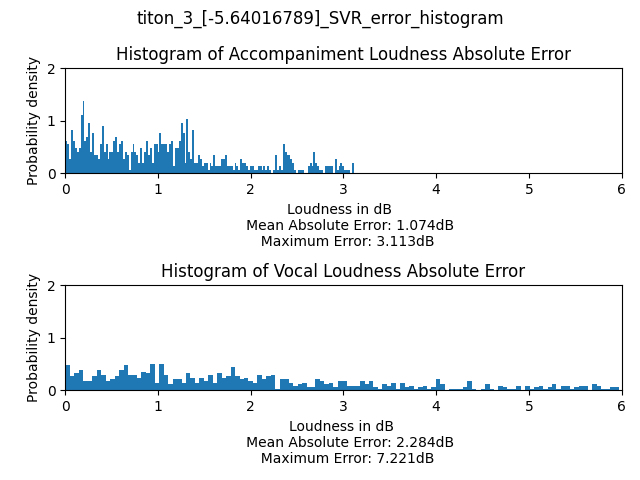 titon_3_[-5.64016789]_SVR_error_histogram
Histogram of Accompaniment Loudness Absolute Error
Probability density
2
1
0
0 1 2 3 4 5 6
Loudness in dB
Mean Absolute Error: 1.074dB
Maximum Error: 3.113dB
Histogram of Vocal Loudness Absolute Error
Probability density
2
1
0
0 1 2 3 4 5 6
Loudness in dB
Mean Absolute Error: 2.284dB
Maximum Error: 7.221dB